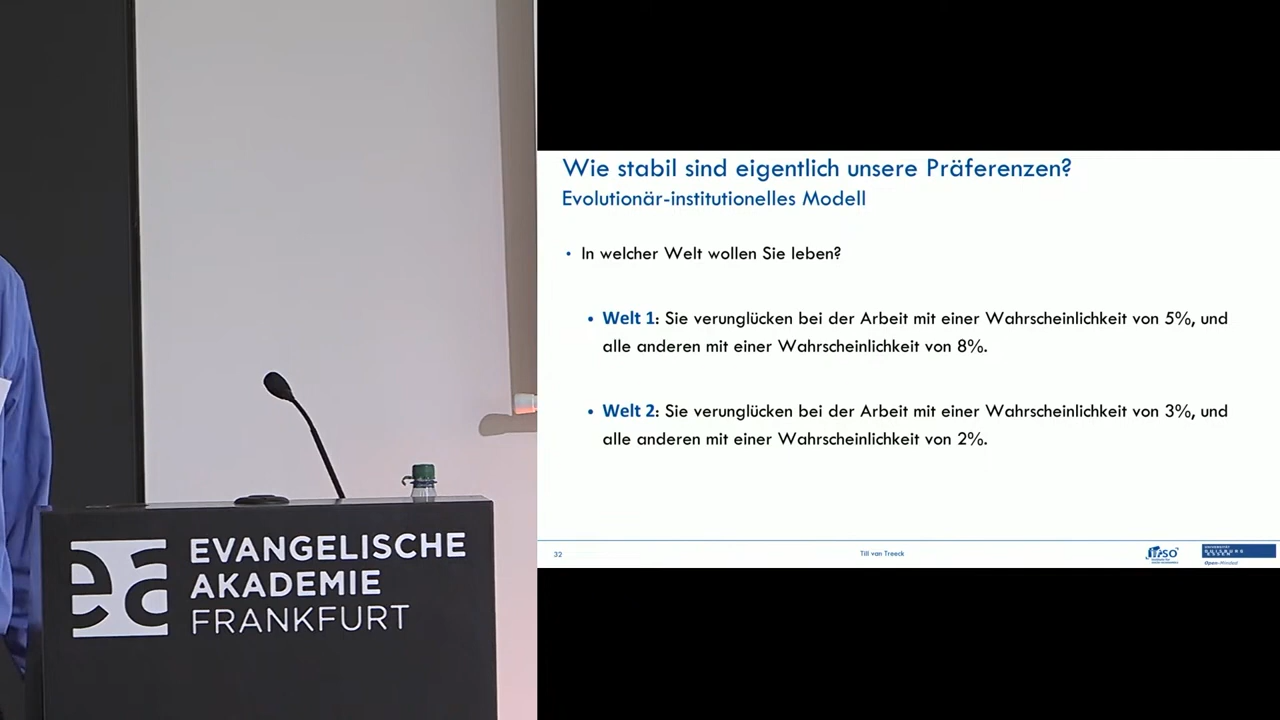 Wie stabil sind eigentlich unsere Präferenzen?
Evolutionär-institutionelles Modell
• In welcher Welt wollen Sie leben?
• Welt 1: Sie verunglücken bei der Arbeit mit einer Wahrscheinlichkeit von 5%, und
alle anderen mit einer Wahrscheinlichkeit von 8%.
• Welt 2: Sie verunglücken bei der Arbeit mit einer Wahrscheinlichkeit von 3%, und
alle anderen mit einer Wahrscheinlichkeit von 2%.
32
Till van Treeck
Open-Minded
ea
EVANGELISCHE
AKADEMIE
FRANKFURT